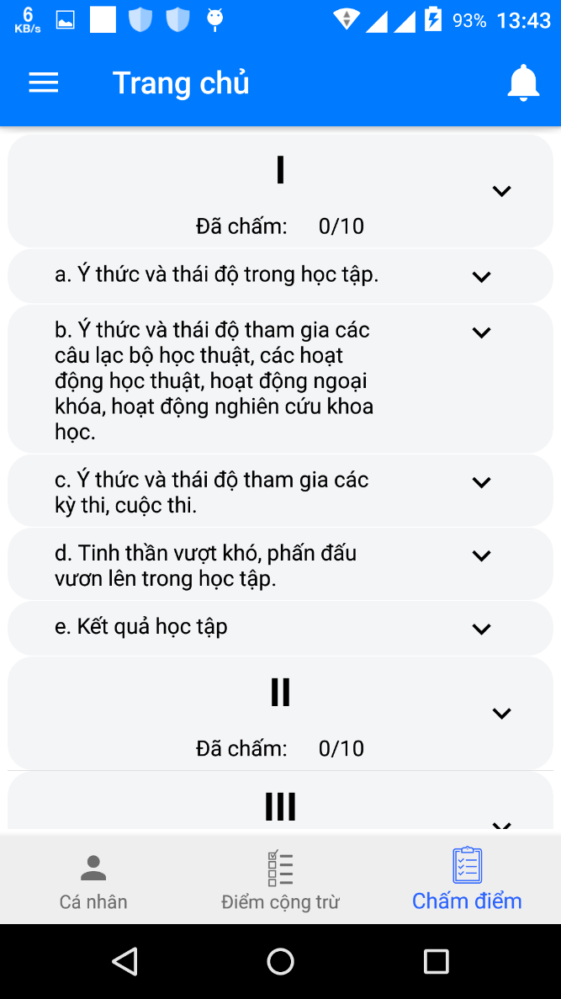 6
KB/s
93% 13:43
Trang chủ
I
Đã chấm: 0/10
a. Ý thức và thái độ trong học tập.
b. Ý thức và thái độ tham gia các
câu lạc bộ học thuật, các hoạt
động học thuật, hoạt động ngoại
khóa, hoạt động nghiên cứu khoa
học.
c. Ý thức và thái độ tham gia các
kỳ thi, cuộc thi.
d. Tinh thần vượt khó, phấn đấu
vươn lên trong học tập.
e. Kết quả học tập
II
Đã chấm: 0/10
III
Cá nhân
Điểm cộng trừ
Chấm điểm